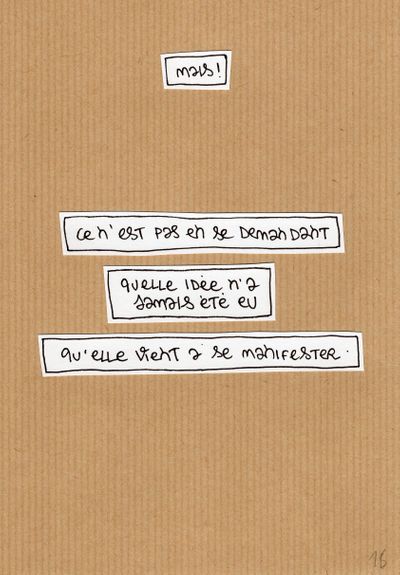 mais!
ce n'est pas en se demandant
quelle idée n'a
jamais été eu
qu'elle vient à se manifester.
16